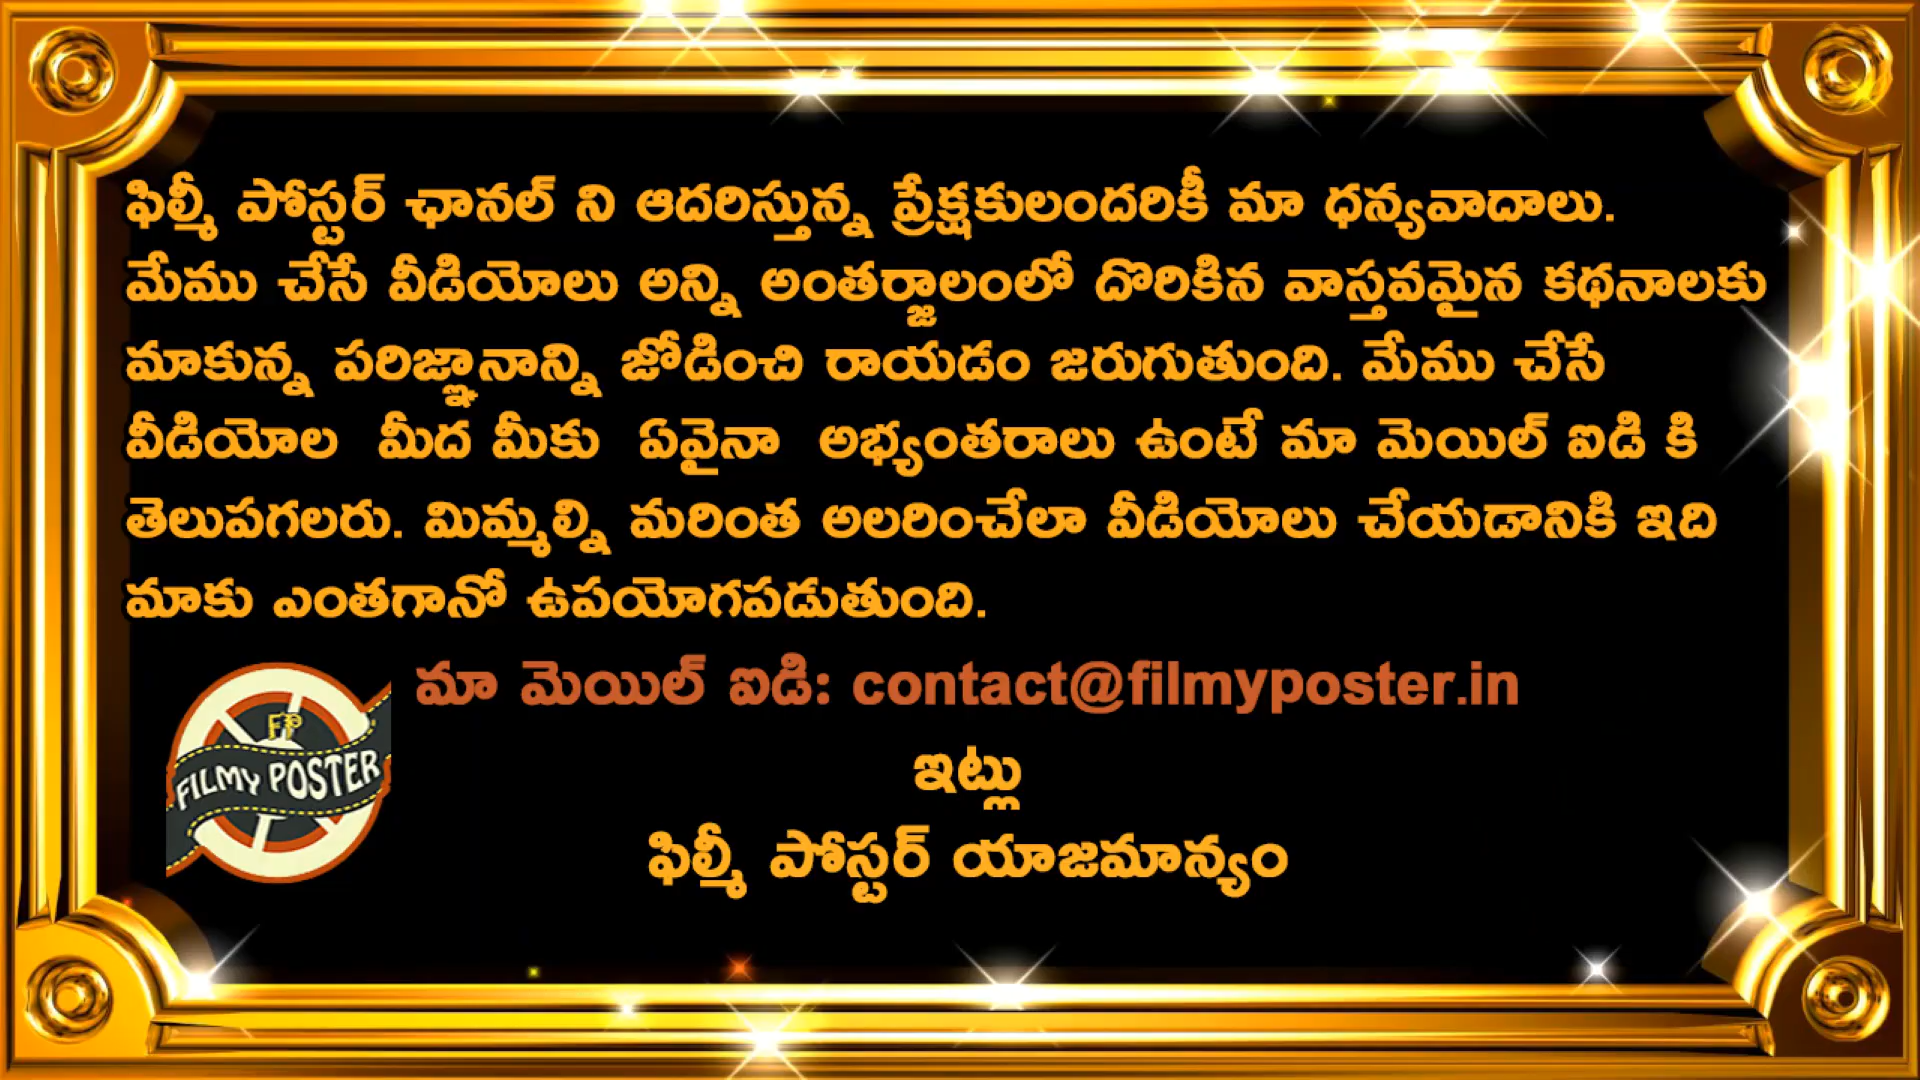 ఫిల్మీ పోస్టర్ ఛానల్ ని ఆదరిస్తున్న ప్రేక్షకులందరికీ మా ధన్యవాదాలు.
మేము చేసే వీడియోలు అన్ని అంతర్జాలంలో దొరికిన వాస్తవమైన కథనాలకు
మాకున్న పరిజ్ఞానాన్ని జోడించి రాయడం జరుగుతుంది. మేము చేసే
వీడియోల మీద మీకు ఏవైనా అభ్యంతరాలు ఉంటే మా మెయిల్ ఐడి కి
తెలుపగలరు. మిమ్మల్ని మరింత అలరించేలా వీడియోలు చేయడానికి ఇది
మాకు ఎంతగానో ఉపయోగపడుతుంది.
మా మెయిల్ ఐడి: contact@filmyposter.in
FP
FILMY POSTER
ఇట్లు
ఫిల్మీ పోస్టర్ యాజమాన్యం